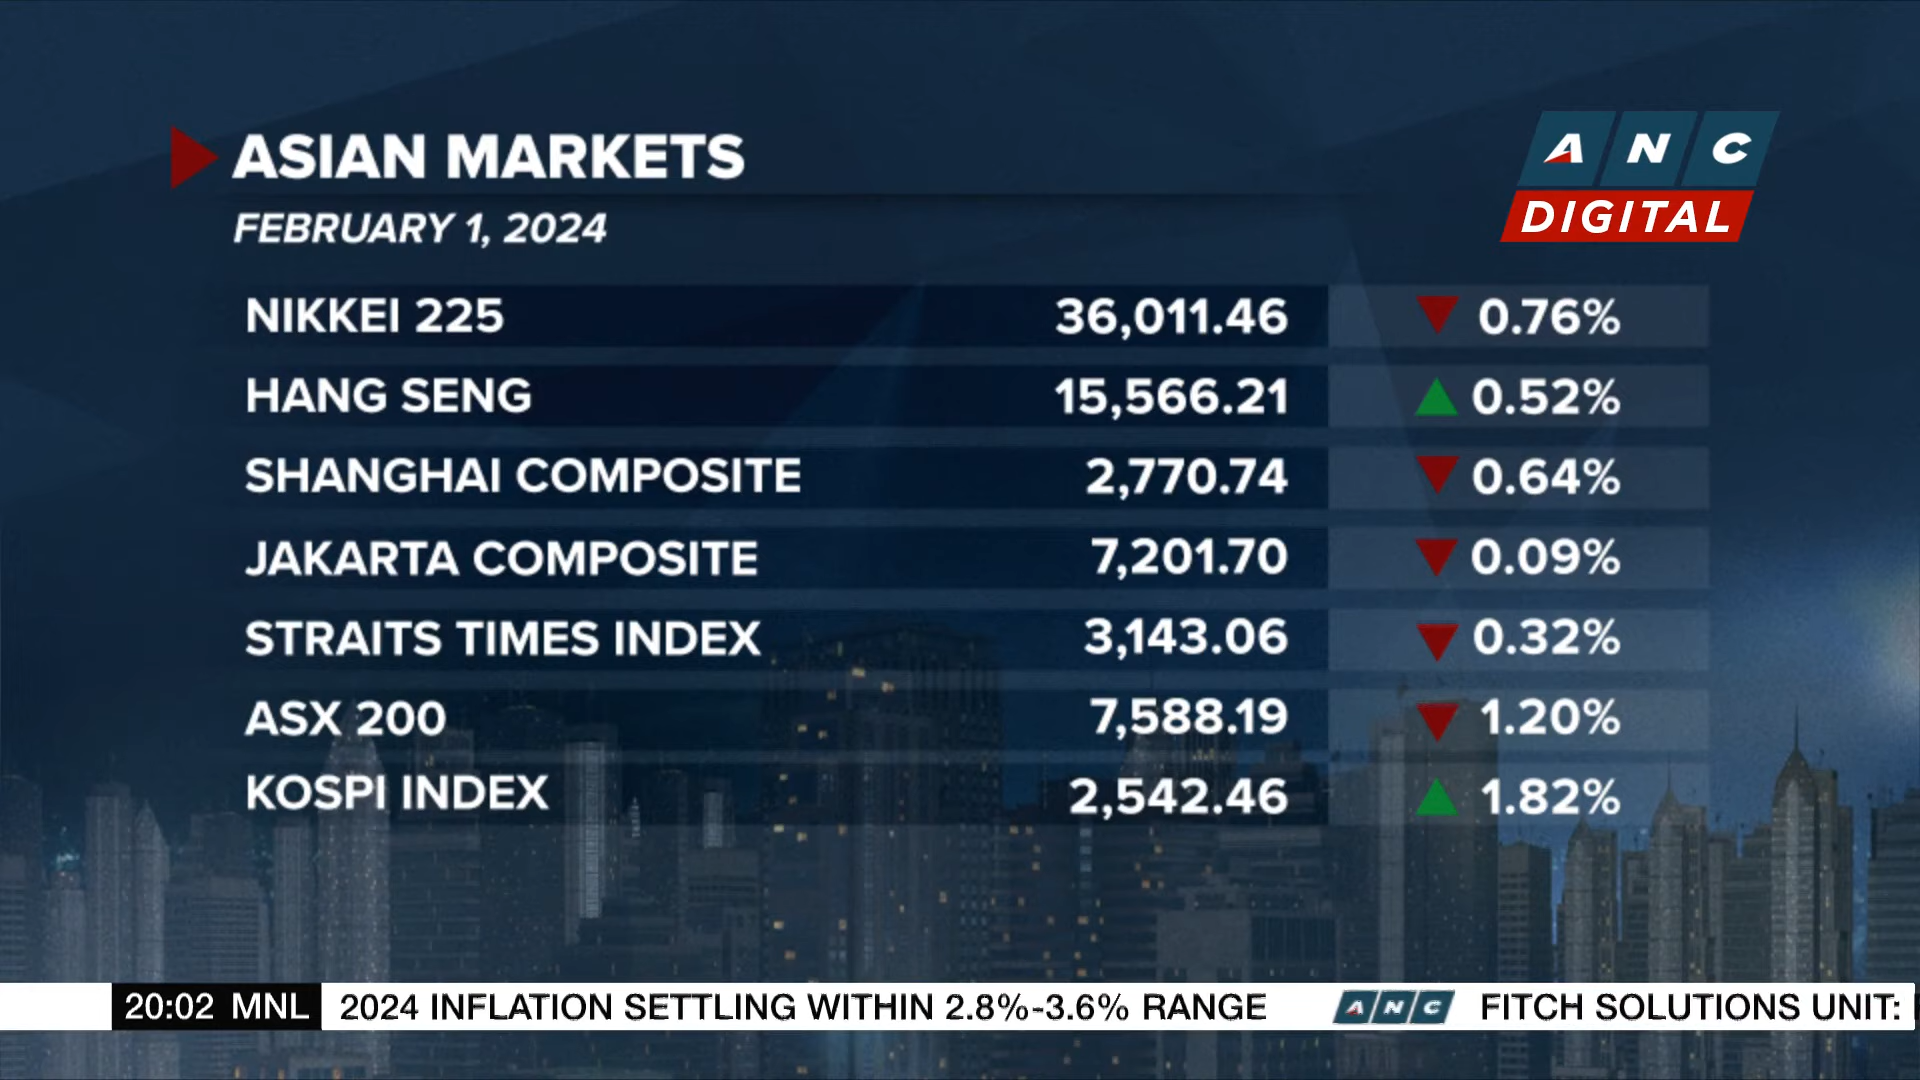 ASIAN MARKETS
FEBRUARY 1, 2024
ANC
DIGITAL
NIKKEI 225 36,011.46 0.76%
HANG SENG 15,566.21 0.52%
SHANGHAI COMPOSITE 2,770.74 0.64%
JAKARTA COMPOSITE 7,201.70 0.09%
STRAITS TIMES INDEX 3,143.06 0.32%
ASX 200 7,588.19 1.20%
KOSPI INDEX 2,542.46 1.82%
20:02 MNL 2024 INFLATION SETTLING WITHIN 2.8%-3.6% RANGE ANC FITCH SOLUTIONS UNIT: